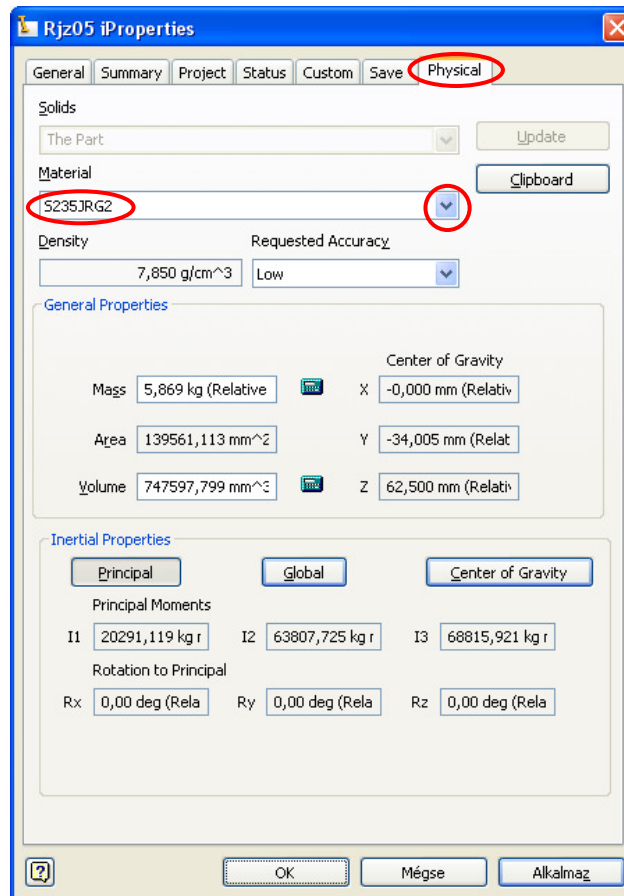 Rjz05 iProperties
General Summary Project Status Custom Save Physical
Solids
The Part Update
Material Clipboard
S235JRG2
Density Requested Accuracy
7,850 g/cm^3 Low
General Properties
Center of Gravity
Mass 5,869 kg (Relative X -0,000 mm (Relativ
Area 139561,113 mm^2 Y -34,005 mm (Relat
Volume 747597,799 mm^3 Z 62,500 mm (Relativ
Inertial Properties
Principal Global Center of Gravity
Principal Moments
I1 20291,119 kg r I2 63807,725 kg r I3 68815,921 kg r
Rotation to Principal
Rx 0,00 deg (Rela Ry 0,00 deg (Rela Rz 0,00 deg (Rela
? OK Mégse Alkalmaz